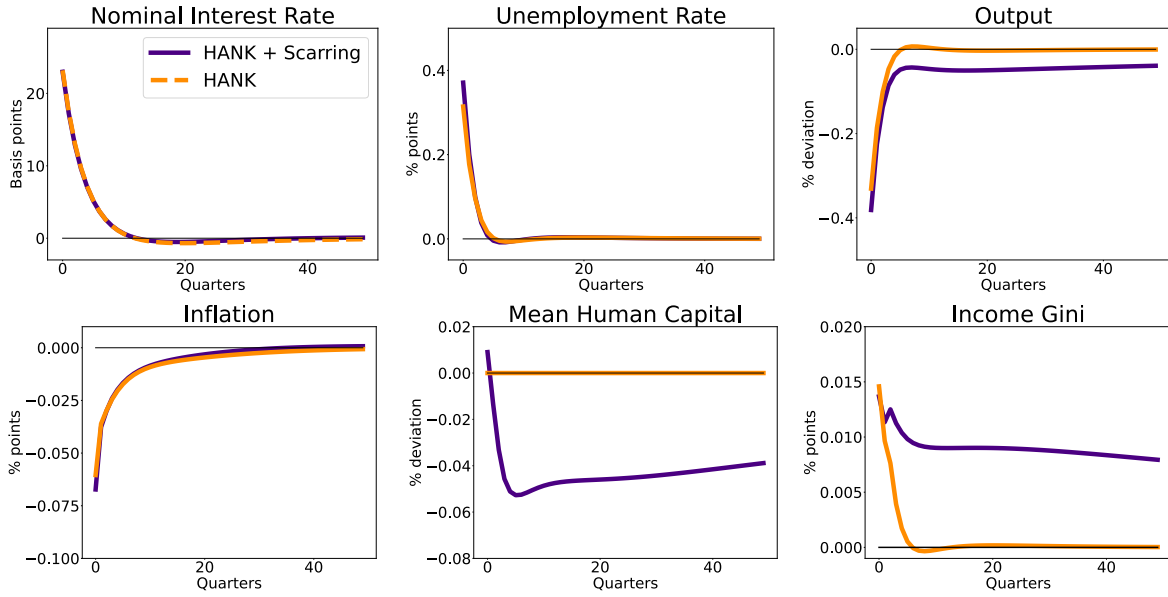 Nominal Interest Rate
Unemployment Rate
Output
HANK + Scarring
HANK
Basis points
20
10
0
0
20
40
Quarters
% points
0.4
0.2
0.0
0
20
40
Quarters
% deviation
0.0
−0.2
−0.4
0
20
40
Quarters
Inflation
Mean Human Capital
Income Gini
% points
0.000
−0.025
−0.050
−0.075
−0.100
0
20
40
Quarters
% deviation
0.02
0.00
−0.02
−0.04
−0.06
−0.08
0
20
40
Quarters
% points
0.020
0.015
0.010
0.005
0.000
0
20
40
Quarters